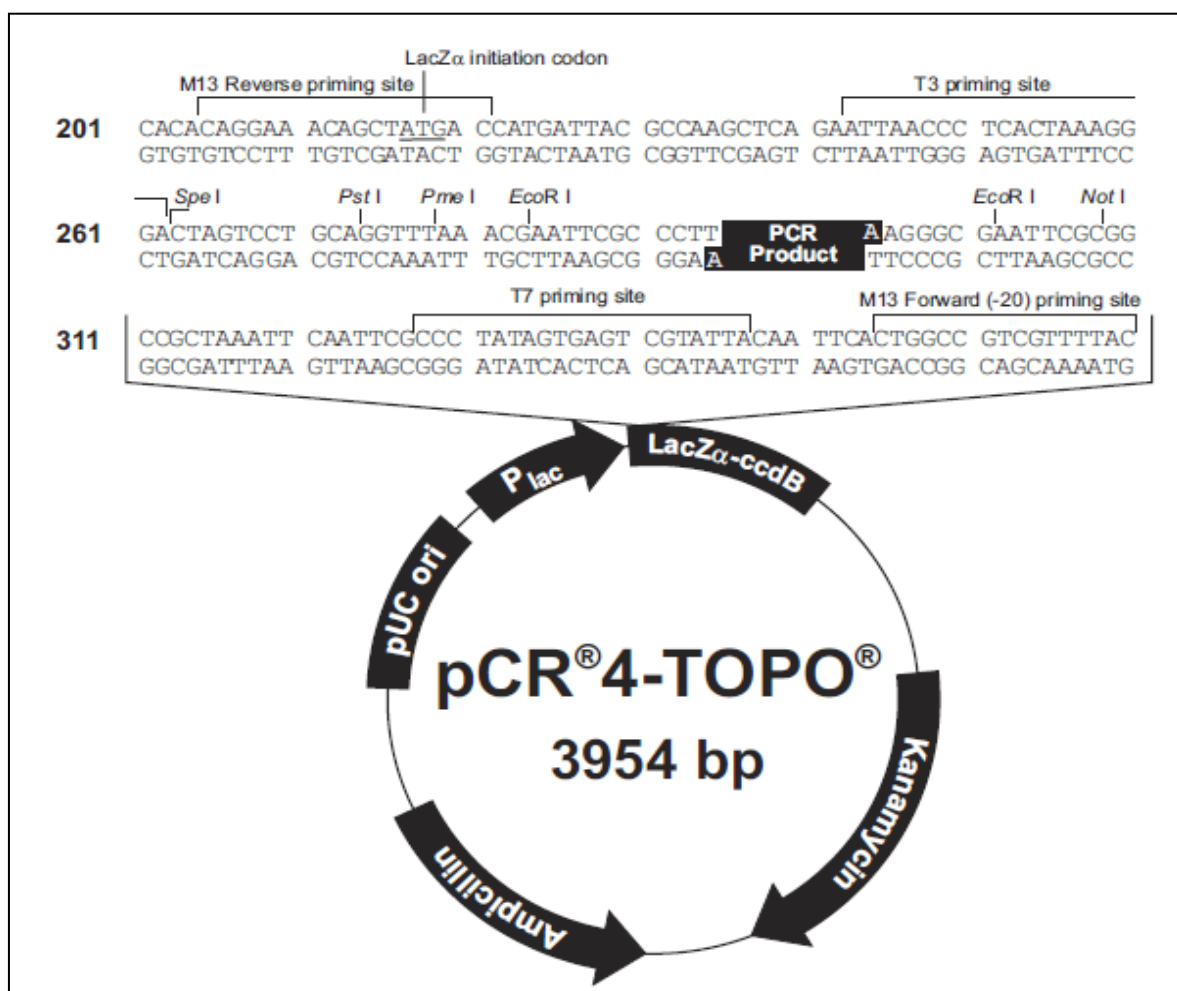 LacZα initiation codon
M13 Reverse priming site
T3 priming site
201 CACACAGGAA ACAGCTATGA CCATGATTAC GCCAAGCTCA GAATTAACCC TCACTAAAGG
GTGTGTCCTT TGTCGATACT GGTACTAATG CGGTTCGAGT CTTAATTGGG AGTGATTTCC
Spe I Pst I Pme I EcoR I EcoR I Not I
261 GACTAGTCCT GCAGGTTTAA ACGAATTCGC CCTT PCR A AGGGC GAATTCGCGG
CTGATCAGGA CGTCCAAATT TGCTTAAGCG GGAA Product TTCCCG CTTAAGCGCC
T7 priming site M13 Forward (-20) priming site
311 CCGCTAAATT CAATTCGCCC TATAGTGAGT CGTATTACAA TTCACTGGCC GTCGTTTTAC
GGCGATTTAA GTTAAGCGGG ATATCACTCA GCATAATGTT AAGTGACCGG CAGCAAAATG
Plac
LacZα-ccdB
pUC ori
pCR®4-TOPO®
3954 bp
Kanamycin
Ampicillin